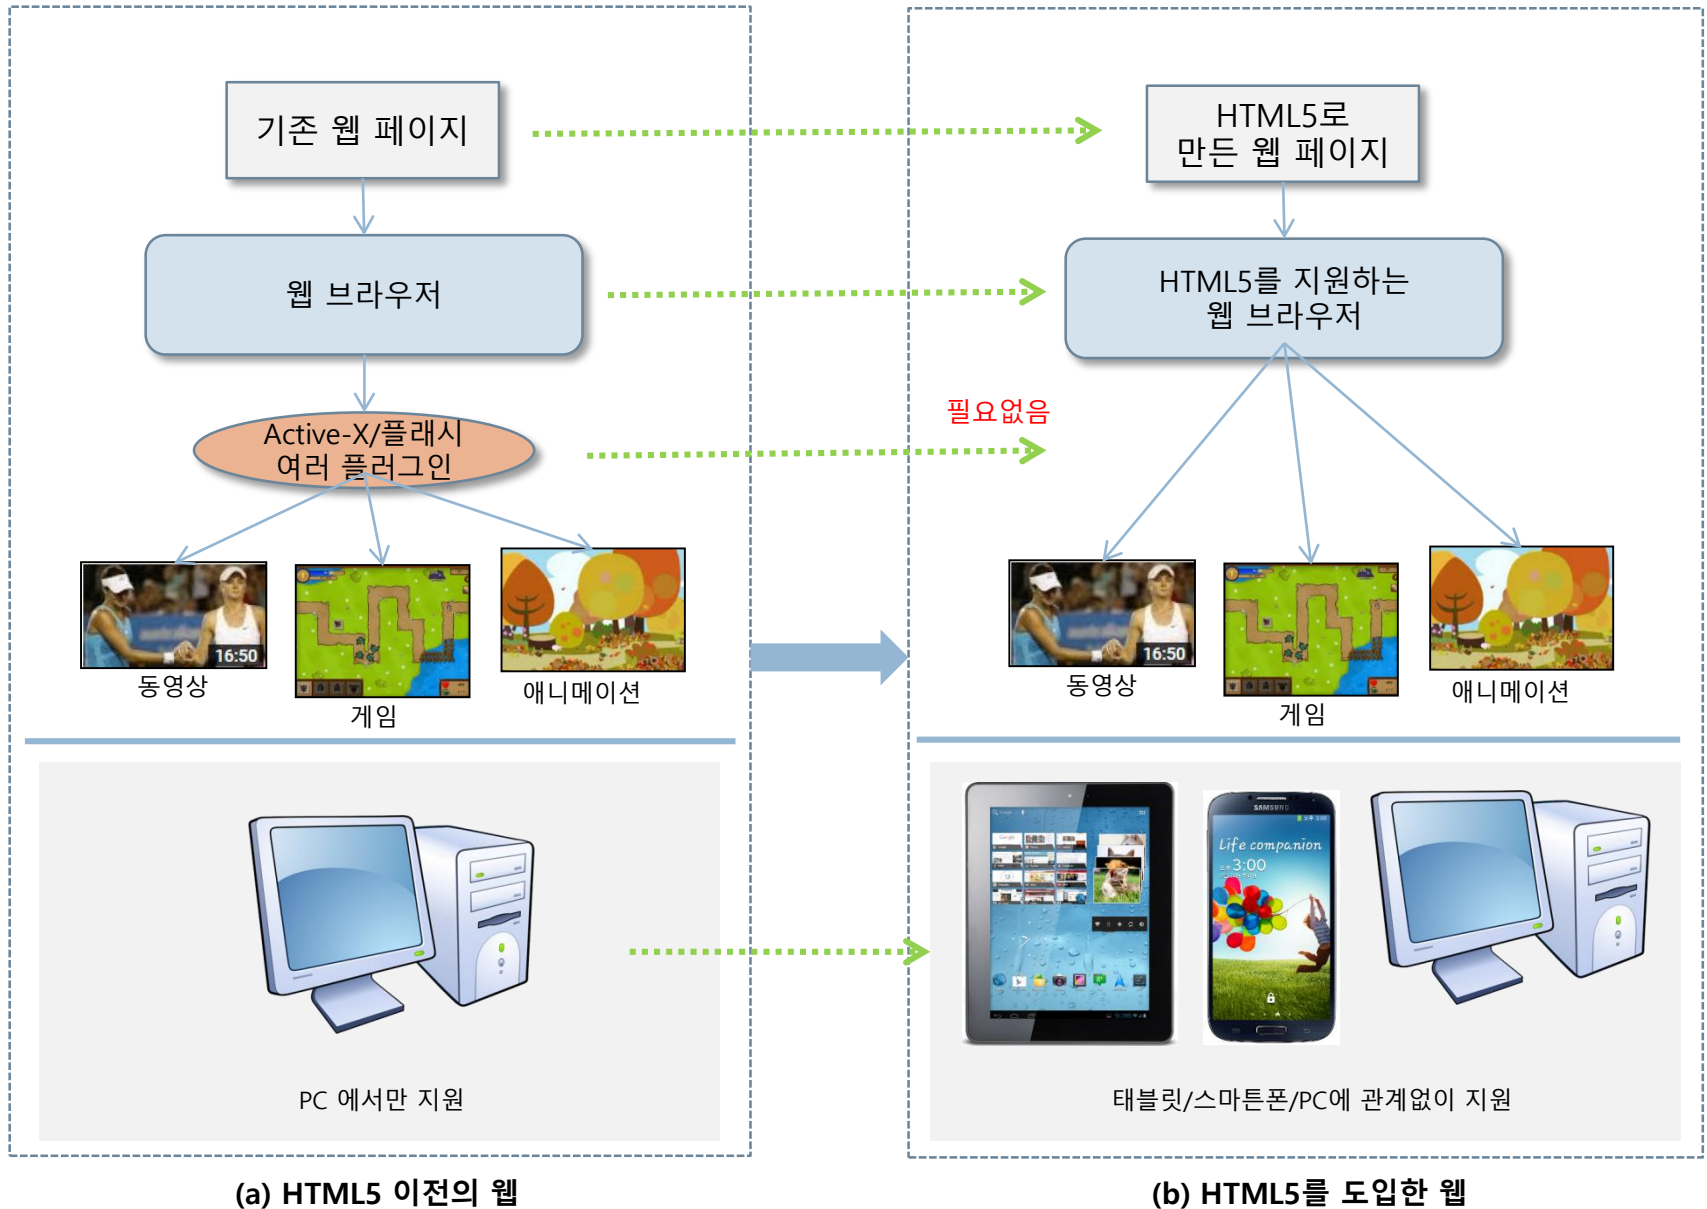 기존 웹 페이지
HTML5로
만든 웹 페이지
웹 브라우저
HTML5를 지원하는
웹 브라우저
필요없음
Active-X/플래시
여러 플러그인
16:50
동영상
게임
애니메이션
16:50
동영상
게임
애니메이션
SAMSUNG
Life companion
3:00
PC 에서만 지원
태블릿/스마트폰/PC에 관계없이 지원
(a) HTML5 이전의 웹
(b) HTML5를 도입한 웹